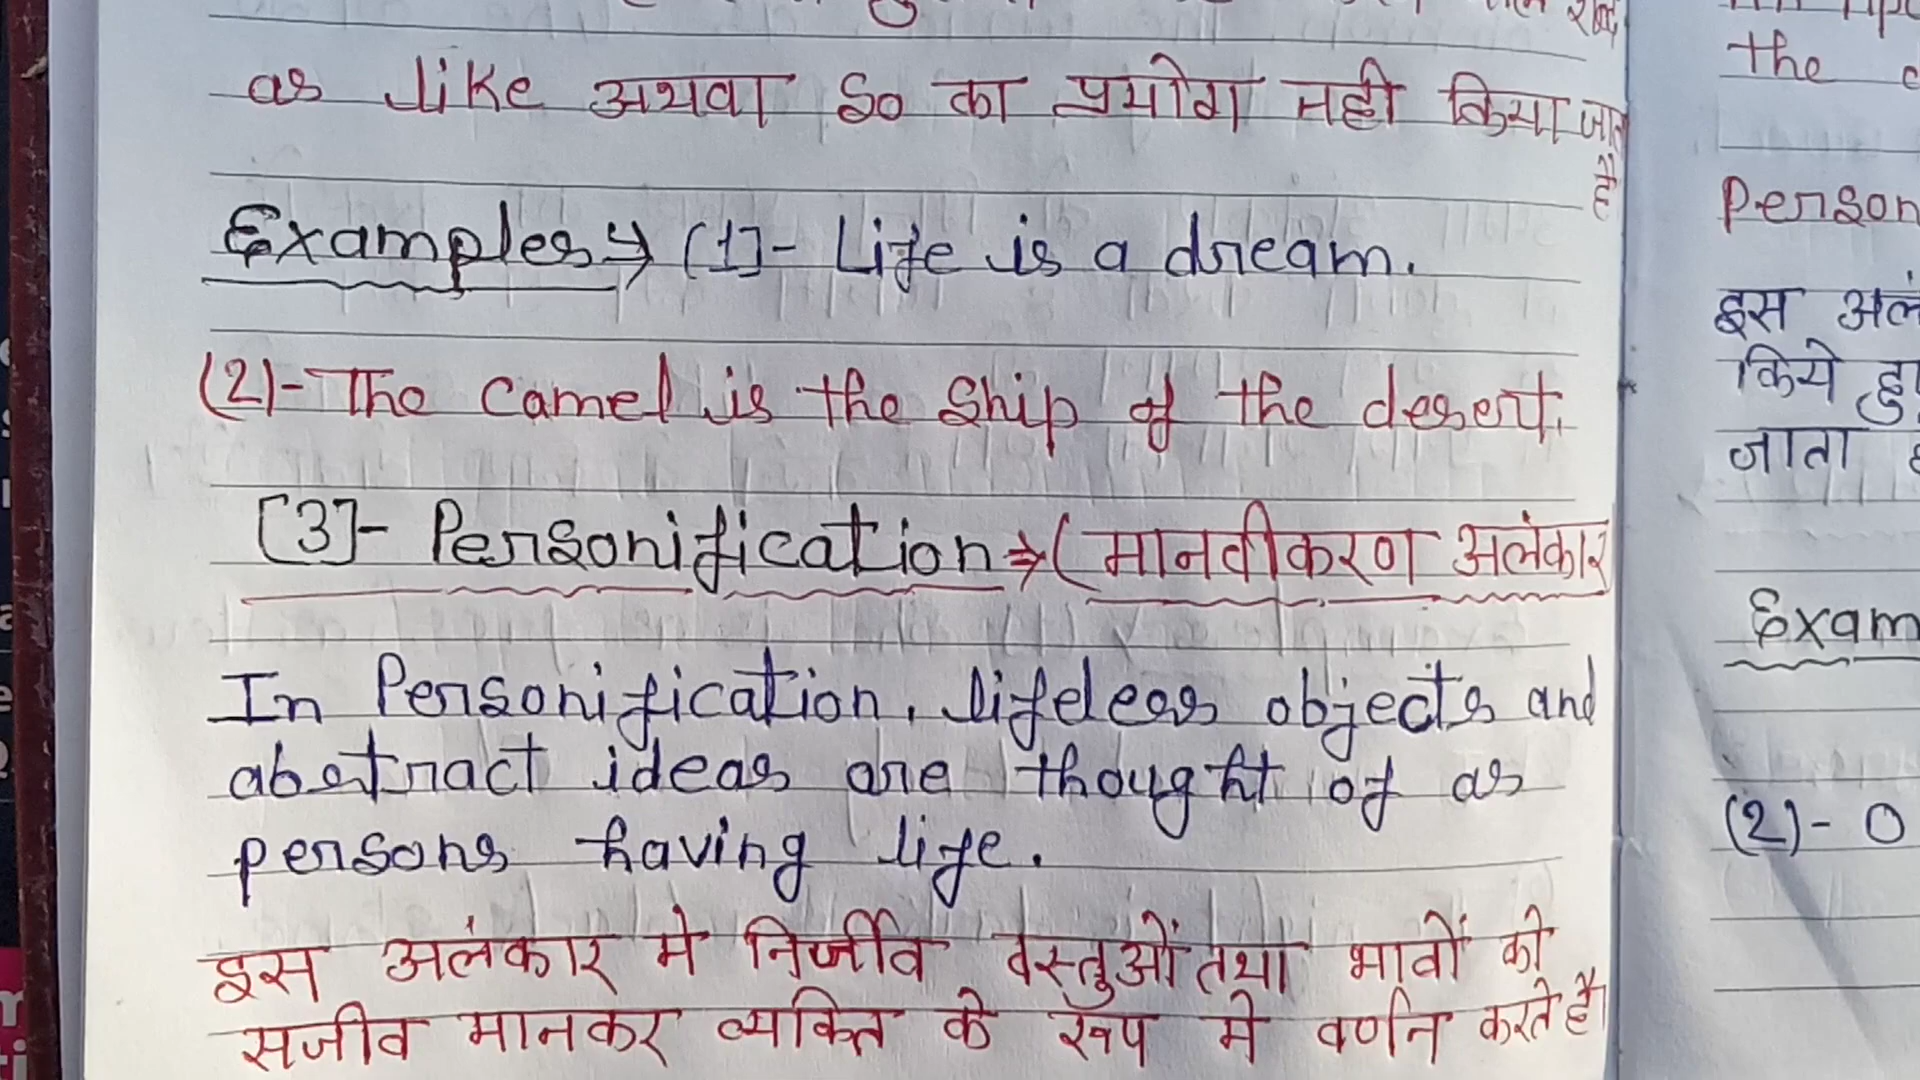 as like अथवा So का प्रयोग नही किया जाता है
Examples → (1)- Life is a dream.
(2)- The Camel is the Ship of the desert.
[3]- Personification ⇒ (मानवीकरण अलंकार
In Personification, lifeless objects and
abstract ideas are thought of as
persons having life.
इस अलंकार मे निर्जीव वस्तुओं तथा भावों को
सजीव मानकर व्यक्ति के रूप मे वर्णन करते है।
the
Person
इस अलं
किये हु
जाता
Exam
(2)- O